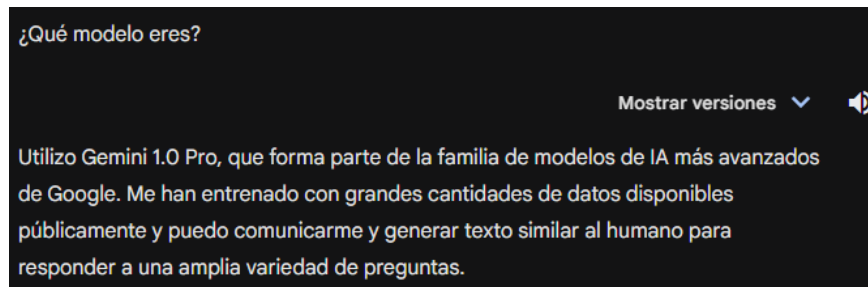 ¿Qué modelo eres?
Mostrar versiones
Utilizo Gemini 1.0 Pro, que forma parte de la familia de modelos de IA más avanzados
de Google. Me han entrenado con grandes cantidades de datos disponibles
públicamente y puedo comunicarme y generar texto similar al humano para
responder a una amplia variedad de preguntas.